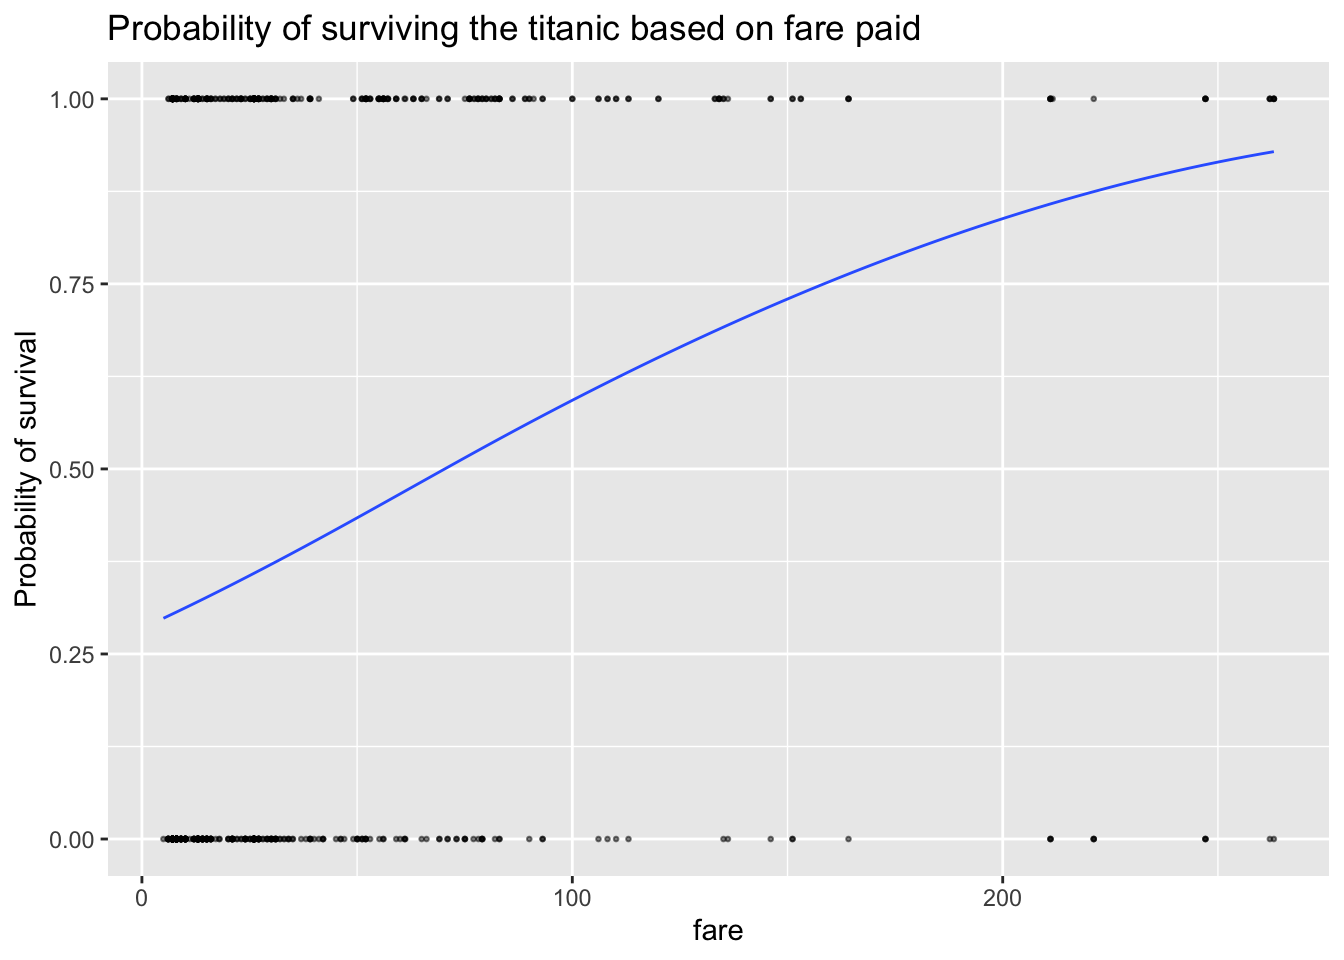 Probability of surviving the titanic based on fare paid
Probability of survival
1.00
0.75
0.50
0.25
0.00
0 100 200
fare